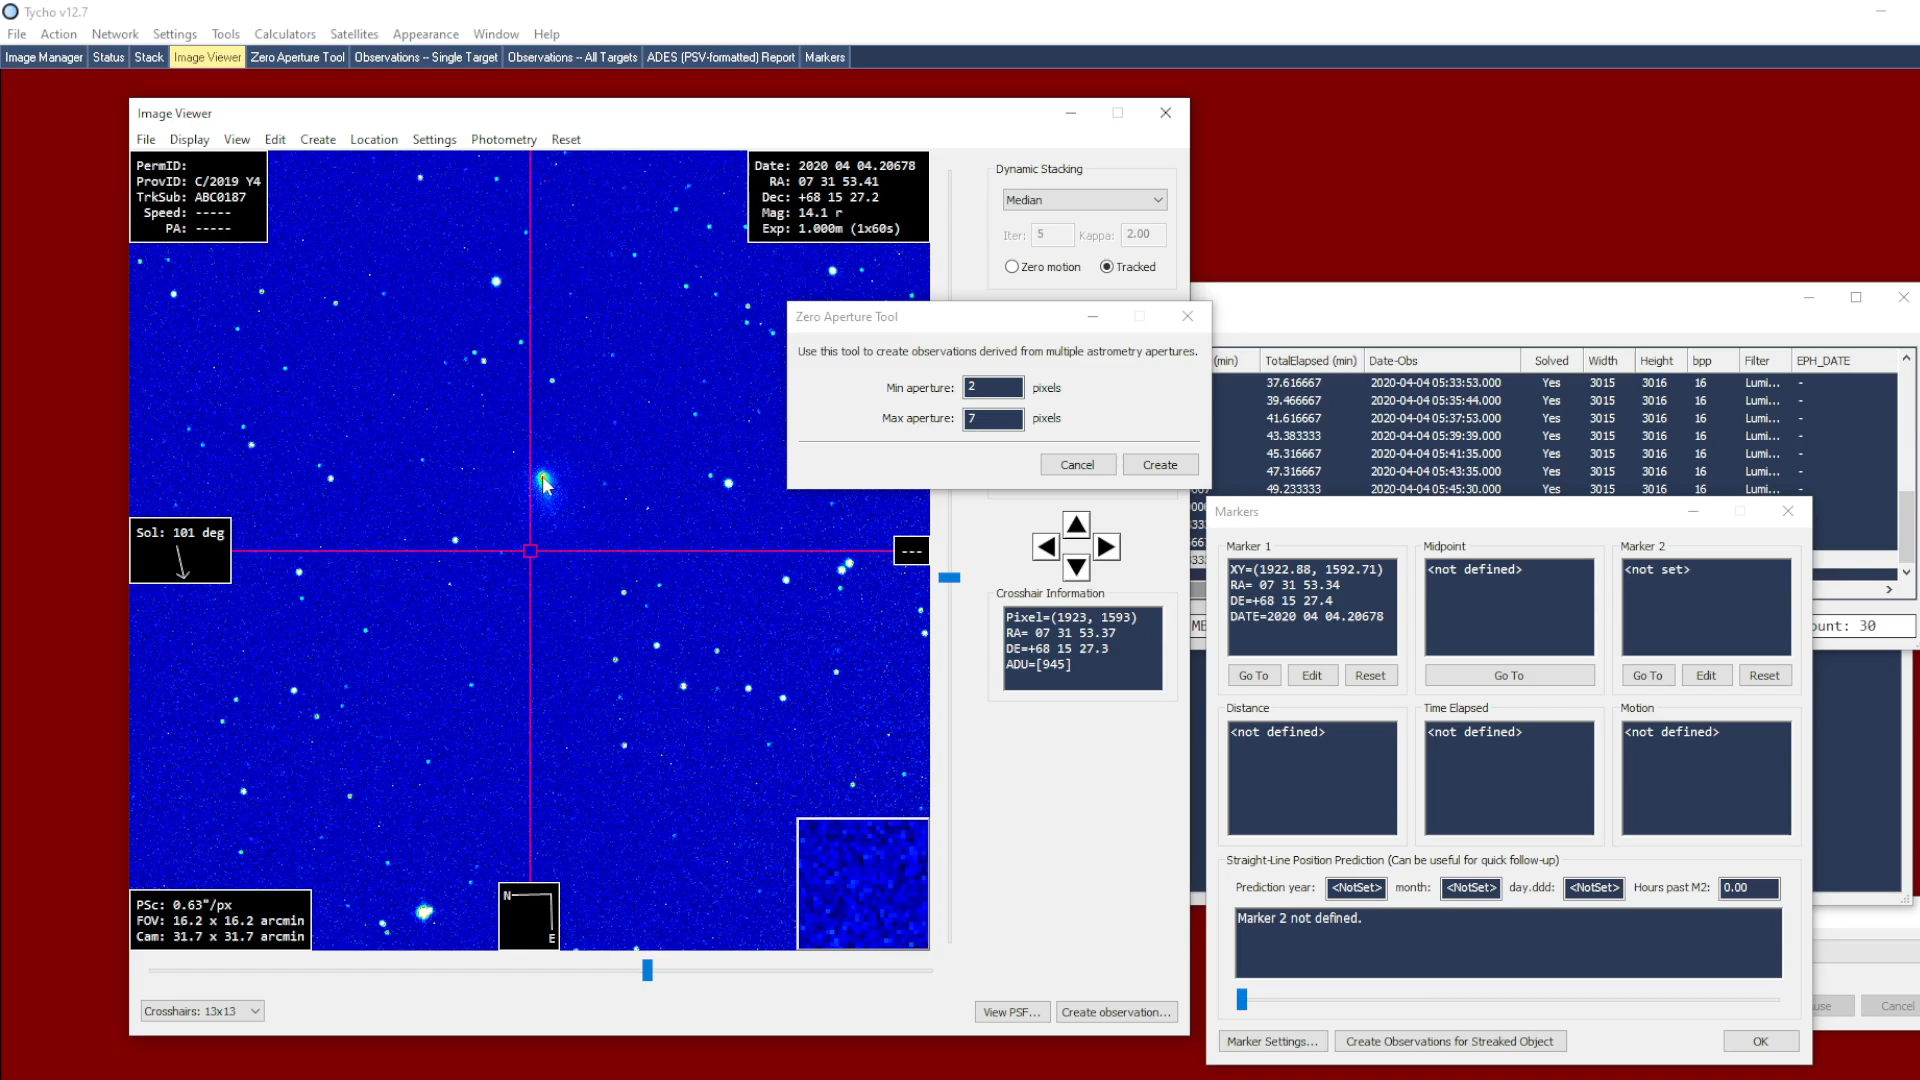 Tycho v12.7
File Action Network Settings Tools Calculators Satellites Appearance Window Help
Image Manager Status Stack Image Viewer Zero Aperture Tool Observations -- Single Target Observations -- All Targets ADES (PSV-formatted) Report Markers
Image Viewer
File Display View Edit Create Location Settings Photometry Reset
PermID:
ProvID: C/2019 Y4
TrkSub: ABC0187
Speed: -----
PA: -----
Date: 2020 04 04.20678
RA: 07 31 53.41
Dec: +68 15 27.2
Mag: 14.1 r
Exp: 1.000m (1x60s)
Sol: 101 deg
---
PSc: 0.63"/px
FOV: 16.2 x 16.2 arcmin
Cam: 31.7 x 31.7 arcmin
N
E
Crosshairs: 13x13
Dynamic Stacking
Median
Iter: 5 Kappa: 2.00
Zero motion Tracked
Crosshair Information
Pixel=(1923, 1593)
RA= 07 31 53.37
DE=+68 15 27.3
ADU=[945]
View PSF... Create observation...
Zero Aperture Tool
Use this tool to create observations derived from multiple astrometry apertures.
Min aperture: 2 pixels
Max aperture: 7 pixels
Cancel Create
(min) TotalElapsed (min) Date-Obs Solved Width Height bpp Filter EPH_DATE
37.616667 2020-04-04 05:33:53.000 Yes 3015 3016 16 Lumi... -
39.466667 2020-04-04 05:35:44.000 Yes 3015 3016 16 Lumi... -
41.616667 2020-04-04 05:37:53.000 Yes 3015 3016 16 Lumi... -
43.383333 2020-04-04 05:39:39.000 Yes 3015 3016 16 Lumi... -
45.316667 2020-04-04 05:41:35.000 Yes 3015 3016 16 Lumi... -
47.316667 2020-04-04 05:43:35.000 Yes 3015 3016 16 Lumi... -
49.233333 2020-04-04 05:45:30.000 Yes 3015 3016 16 Lumi... -
ount: 30
Cancel
Markers
Marker 1
XY=(1922.88, 1592.71)
RA= 07 31 53.34
DE=+68 15 27.4
DATE=2020 04 04.20678
Go To Edit Reset
Midpoint
<not defined>
Go To
Marker 2
<not set>
Go To Edit Reset
Distance
<not defined>
Time Elapsed
<not defined>
Motion
<not defined>
Straight-Line Position Prediction (Can be useful for quick follow-up)
Prediction year: <NotSet> month: <NotSet> day.ddd: <NotSet> Hours past M2: 0.00
Marker 2 not defined.
Marker Settings... Create Observations for Streaked Object OK